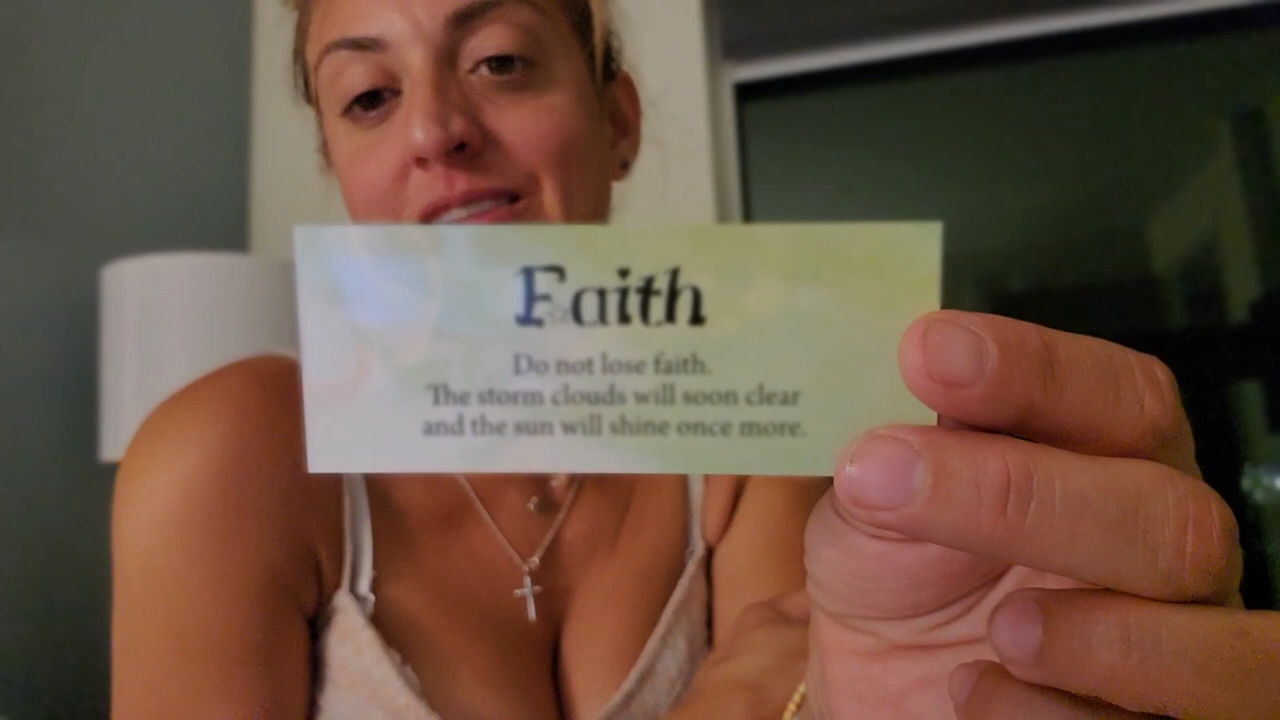 Faith
Do not lose faith.
The storm clouds will soon clear
and the sun will shine once more.